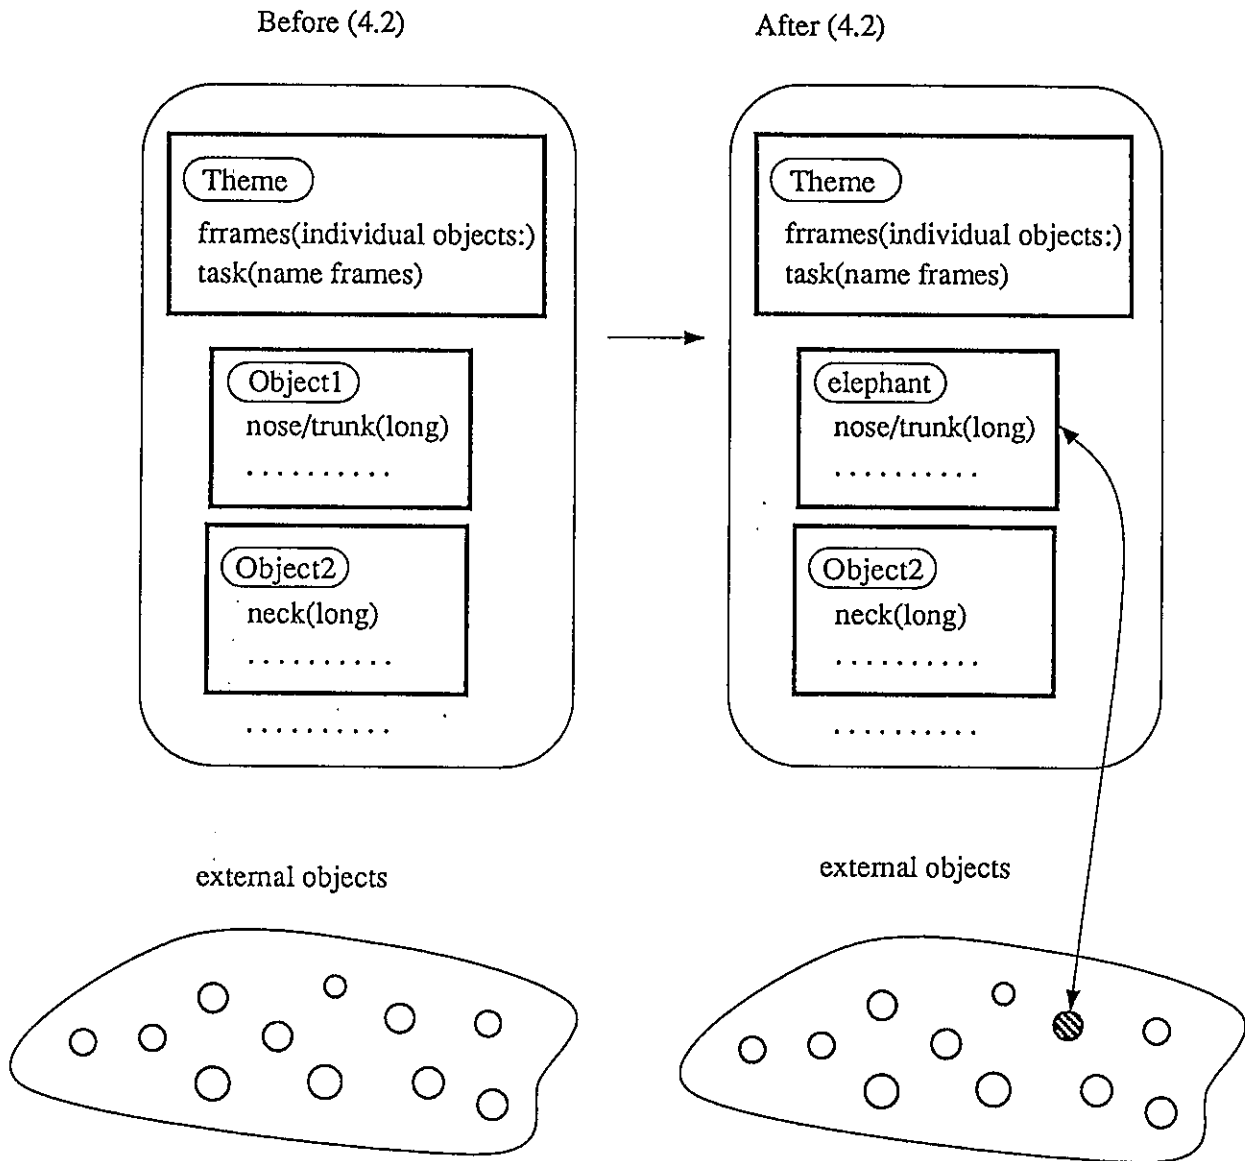 Before (4.2)
After (4.2)
Theme
frrames(individual objects:)
task(name frames)
Object1
nose/trunk(long)
. . . . . . . . . .
Object2
neck(long)
. . . . . . . . . .
. . . . . . . . . .
Theme
frrames(individual objects:)
task(name frames)
elephant
nose/trunk(long)
. . . . . . . . . .
Object2
neck(long)
. . . . . . . . . .
. . . . . . . . . .
external objects
external objects